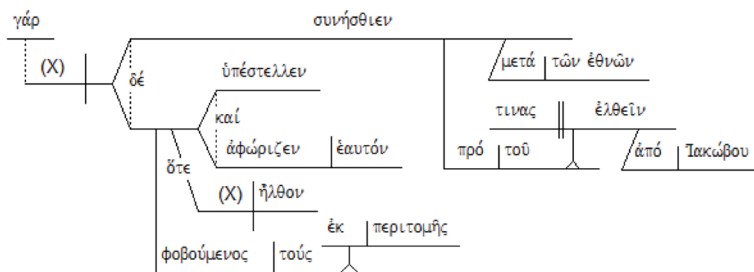 γάρ συνήσθιεν
(X) δέ μετά τῶν ἐθνῶν
ὑπέστελλεν
καί τινας ἐλθεῖν
ἀφώριζεν ἑαυτόν πρό τοῦ ἀπό Ἰακώβου
ὅτε
(X) ἦλθον
ἐκ περιτομῆς
φοβούμενος τούς